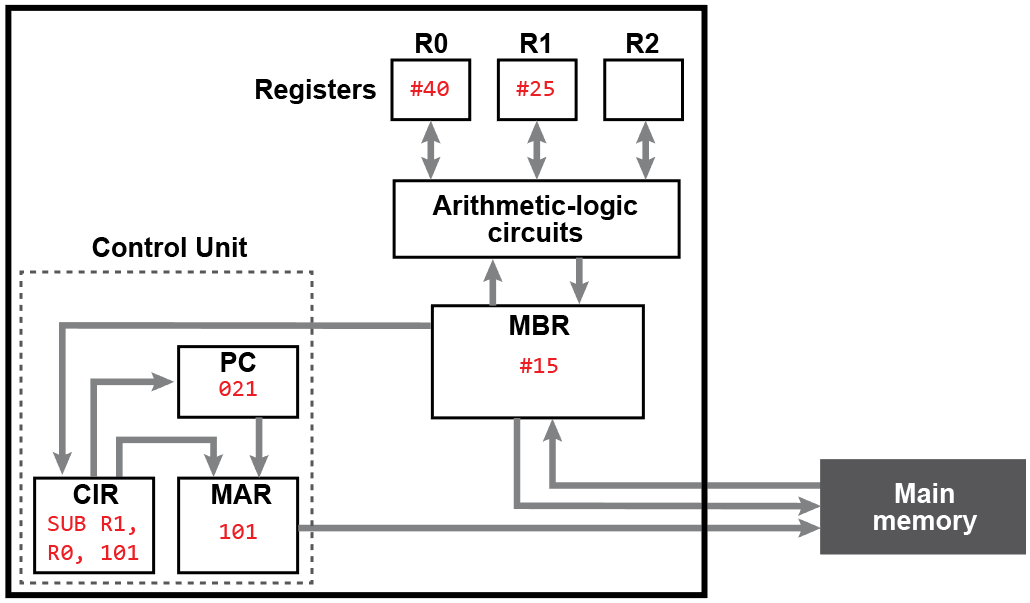 R0 R1 R2
Registers
#40 #25
Arithmetic-logic
circuits
Control Unit
MBR
#15
PC
021
CIR
SUB R1,
R0, 101
MAR
101
Main
memory